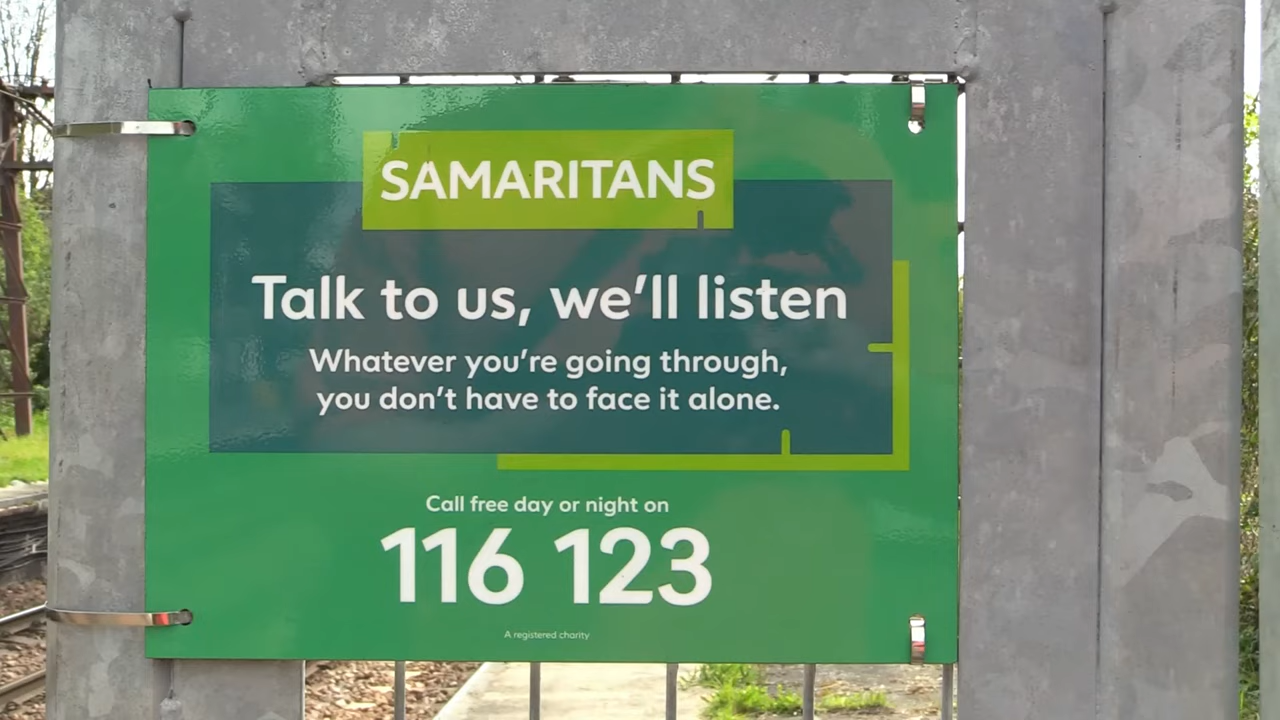 SAMARITANS
Talk to us, we'll listen
Whatever you're going through,
you don't have to face it alone.
Call free day or night on
116 123
A registered charity